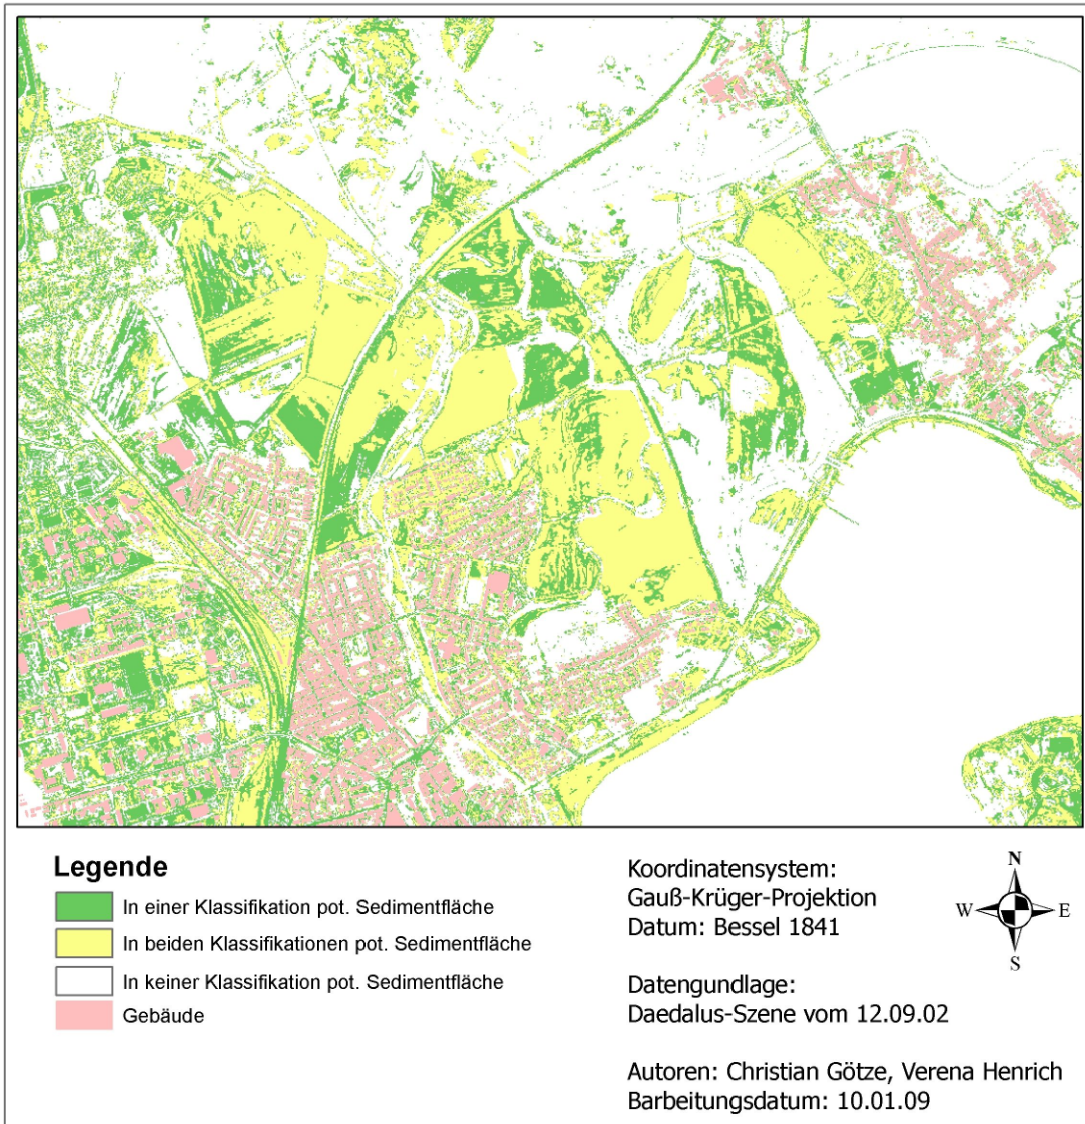 Legende
In einer Klassifikation pot. Sedimentfläche
In beiden Klassifikationen pot. Sedimentfläche
In keiner Klassifikation pot. Sedimentfläche
Gebäude
Koordinatensystem:
Gauß-Krüger-Projektion
Datum: Bessel 1841
Datengundlage:
Daedalus-Szene vom 12.09.02
Autoren: Christian Götze, Verena Henrich
Barbeitungsdatum: 10.01.09
N
W
E
S